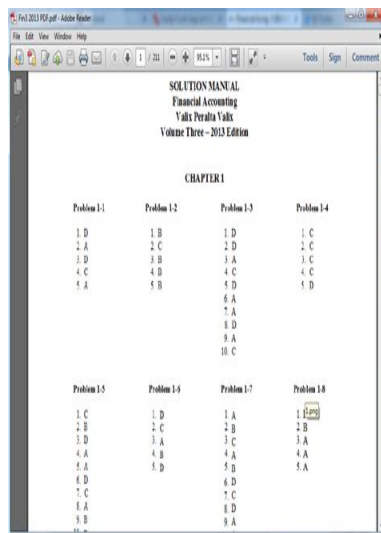 Fin3 2013 PDF.pdf - Adobe Reader
File Edit View Window Help
1 / 211 95.1% Tools Sign Comment
SOLUTION MANUAL
Financial Accounting
Valix Peralta Valix
Volume Three – 2013 Edition
CHAPTER 1
Problem 1-1 Problem 1-2 Problem 1-3 Problem 1-4
1. D 1. B 1. D 1. C
2. A 2. C 2. D 2. C
3. D 3. B 3. A 3. C
4. C 4. D 4. C 4. C
5. A 5. B 5. D 5. D
6. A
7. A
8. D
9. A
10. C
Problem 1-5 Problem 1-6 Problem 1-7 Problem 1-8
1. C 1. D 1. A 1.
2. B 2. C 2. B 2. B
3. D 3. A 3. C 3. A
4. A 4. B 4. A 4. A
5. A 5. D 5. B 5. A
6. D 6. D
7. C 7. C
8. A 8. D
9. B 9. A